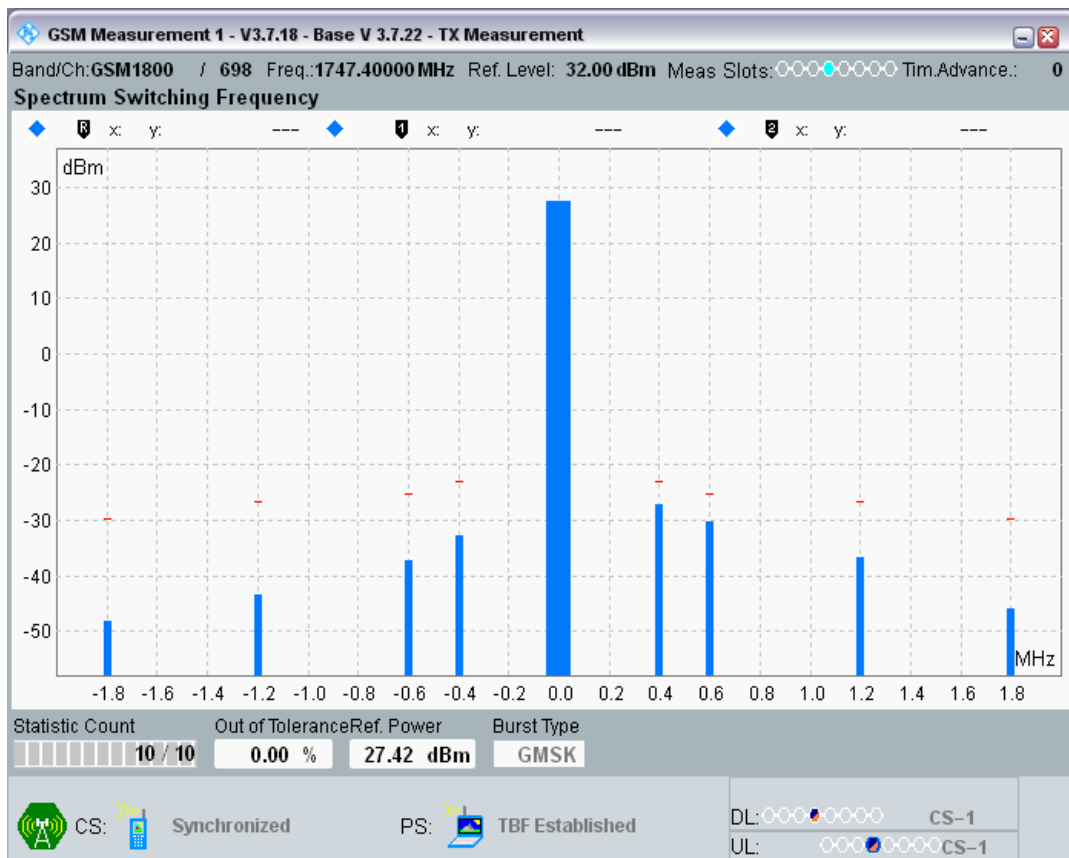 GSM Measurement 1 - V3.7.18 - Base V 3.7.22 - TX Measurement
Band/Ch:GSM1800 / 698 Freq.:1747.40000 MHz Ref. Level: 32.00 dBm Meas Slots: Tim.Advance.: 0
Spectrum Switching Frequency
R x: y: --- 1 x: y: --- 2 x: y: ---
dBm
30
20
10
0
-10
-20
-30
-40
-50
MHz
-1.8 -1.6 -1.4 -1.2 -1.0 -0.8 -0.6 -0.4 -0.2 0.0 0.2 0.4 0.6 0.8 1.0 1.2 1.4 1.6 1.8
Statistic Count Out of Tolerance Ref. Power Burst Type
10 / 10 0.00 % 27.42 dBm GMSK
CS: Synchronized PS: TBF Established
DL: CS-1
UL: CS-1